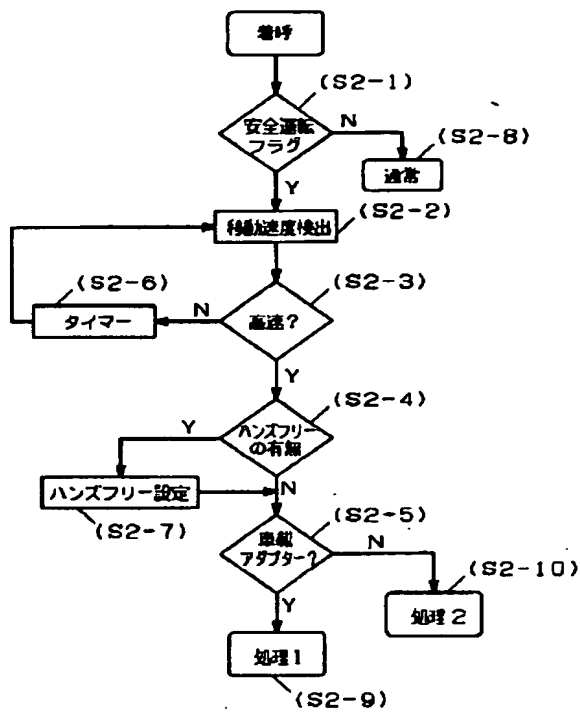 着呼
(S2-1)
安全運転
フラグ
N
(S2-8)
通常
Y
(S2-2)
移動速度検出
(S2-6)
タイマー
N
(S2-3)
高速?
Y
(S2-4)
Y
ハンズフリー
の有無
ハンズフリー設定
N
(S2-7)
(S2-5)
車載
アダプター?
N
(S2-10)
Y
処理2
処理1
(S2-9)